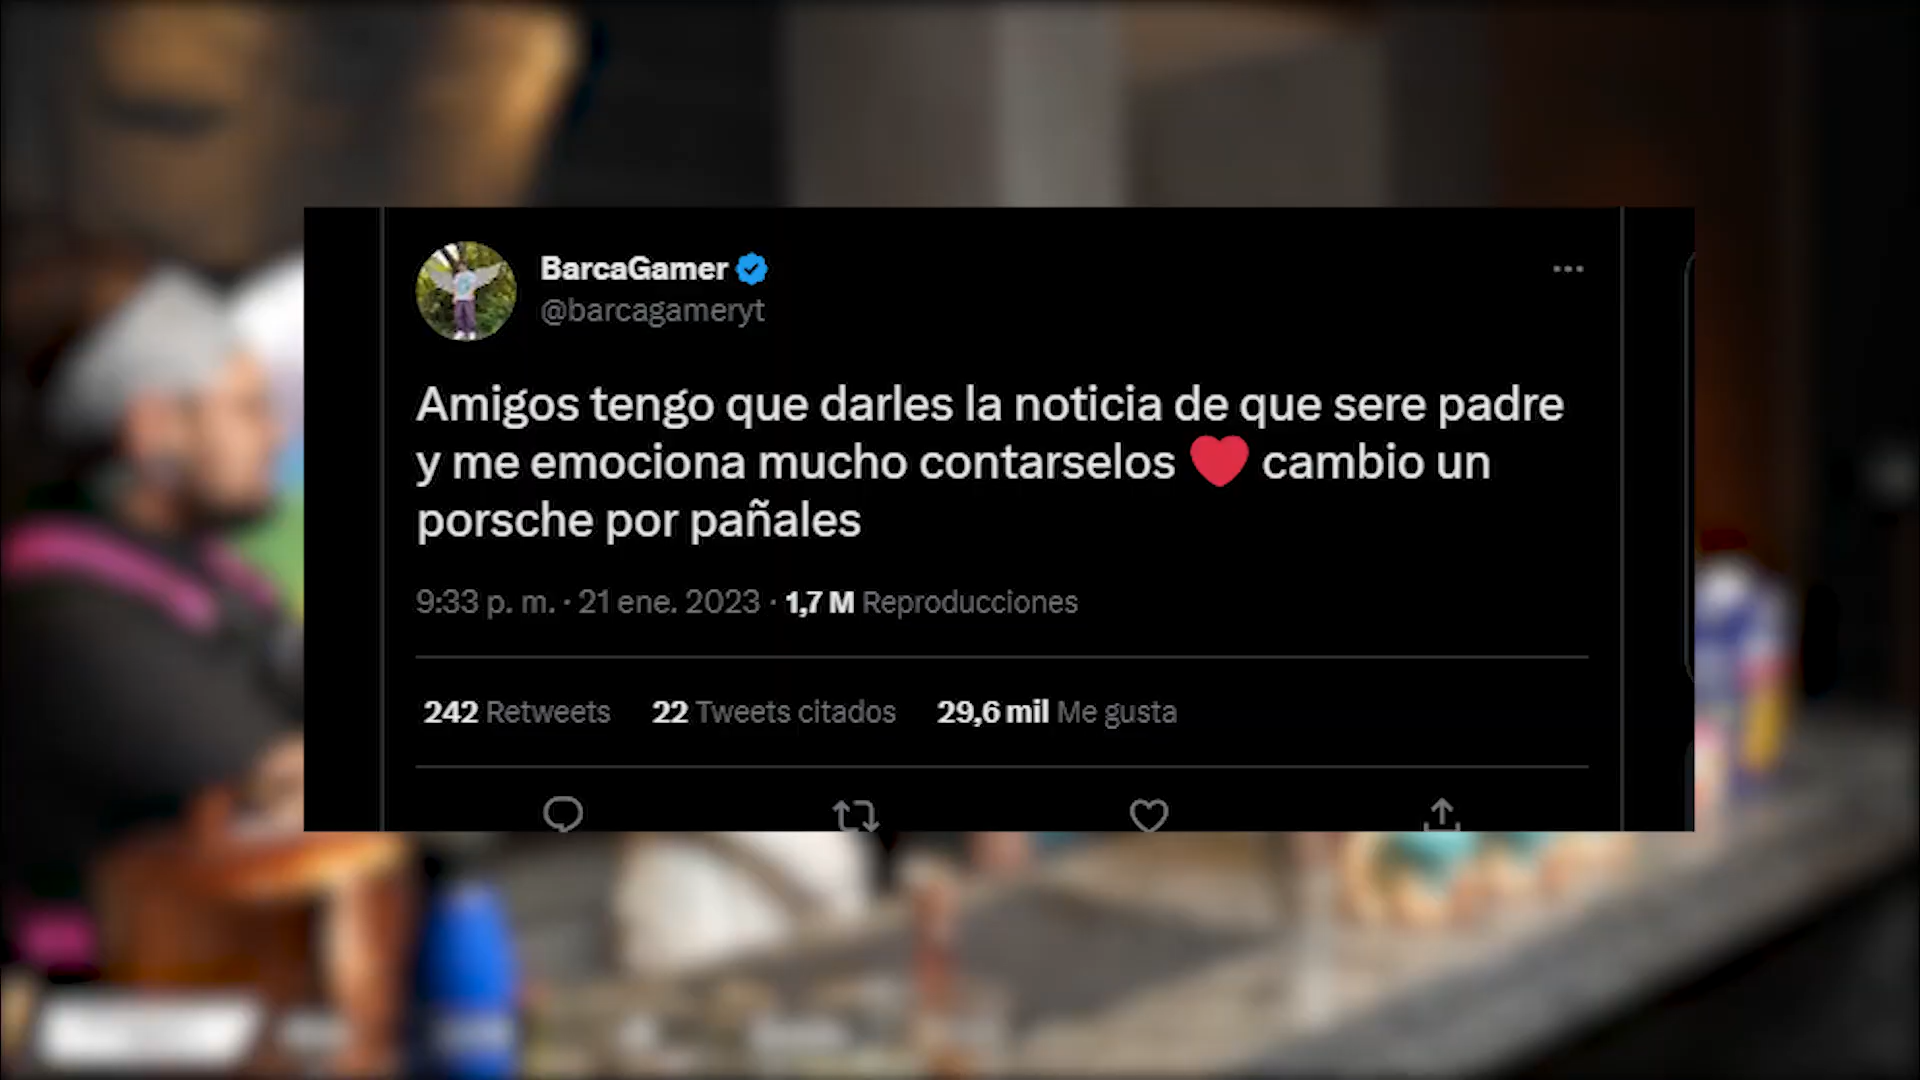 BarcaGamer
@barcagameryt
Amigos tengo que darles la noticia de que sere padre
y me emociona mucho contarselos ❤️ cambio un
porsche por pañales
9:33 p. m. · 21 ene. 2023 · 1,7 M Reproducciones
242 Retweets 22 Tweets citados 29,6 mil Me gusta